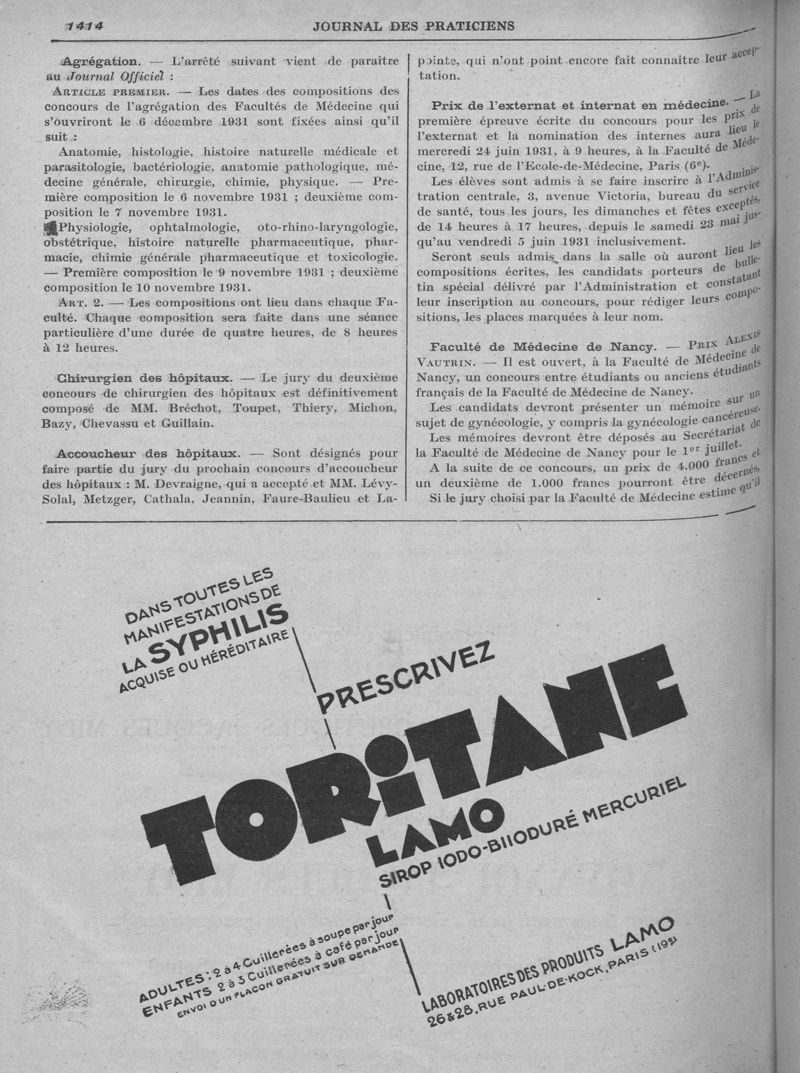 1414
JOURNAL DES PRATICIENS
Agrégation. — L'arrêté suivant vient de paraître
au Journal Officiel :
ARTICLE PREMIER. — Les dates des compositions des
concours de l'agrégation des Facultés de Médecine qui
s'ouvriront le 6 décembre 1931 sont fixées ainsi qu'il
suit :
Anatomie, histologie, histoire naturelle médicale et
parasitologie, bactériologie, anatomie pathologique, mé-
decine générale, chirurgie, chimie, physique. — Pre-
mière composition le 6 novembre 1931 ; deuxième com-
position le 7 novembre 1931.
Physiologie, ophtalmologie, oto-rhino-laryngologie,
obstétrique, histoire naturelle pharmaceutique, phar-
macie, chimie générale pharmaceutique et toxicologie.
— Première composition le 9 novembre 1931 ; deuxième
composition le 10 novembre 1931.
ART. 2. — Les compositions ont lieu dans chaque Fa-
culté. Chaque composition sera faite dans une séance
particulière d'une durée de quatre heures, de 8 heures
à 12 heures.
Chirurgien des hôpitaux. — Le jury du deuxième
concours de chirurgien des hôpitaux est définitivement
composé de MM. Bréchot, Toupet, Thiery, Michon,
Bazy, Chevassu et Guillain.
Accoucheur des hôpitaux. — Sont désignés pour
faire partie du jury du prochain concours d'accoucheur
des hôpitaux : M. Devraigne, qui a accepté et MM. Lévy-
Solal, Metzger, Cathala, Jeannin, Faure-Baulieu et La-
pointe, qui n'ont point encore fait connaître leur accep-
tation.
Prix de l'externat et internat en médecine. — La
première épreuve écrite du concours pour les prix de
l'externat et la nomination des internes aura lieu le
mercredi 24 juin 1931, à 9 heures, à la Faculté de Méde-
cine, 12, rue de l'Ecole-de-Médecine, Paris (6e).
Les élèves sont admis à se faire inscrire à l'Adminis-
tration centrale, 3, avenue Victoria, bureau du service
de santé, tous les jours, les dimanches et fêtes exceptés,
de 14 heures à 17 heures, depuis le samedi 23 mai jus-
qu'au vendredi 5 juin 1931 inclusivement.
Seront seuls admis dans la salle où auront lieu les
compositions écrites, les candidats porteurs de bulle-
tin spécial délivré par l'Administration et constatant
leur inscription au concours, pour rédiger leurs compo-
sitions, les places marquées à leur nom.
Faculté de Médecine de Nancy. — PRIX ALEXIS
VAUTRIN. — Il est ouvert, à la Faculté de Médecine de
Nancy, un concours entre étudiants ou anciens étudiants
français de la Faculté de Médecine de Nancy.
Les candidats devront présenter un mémoire sur un
sujet de gynécologie, y compris la gynécologie cancéreuse.
Les mémoires devront être déposés au Secrétariat de
la Faculté de Médecine de Nancy pour le 1er juillet.
A la suite de ce concours, un prix de 4.000 francs et
un deuxième de 1.000 francs pourront être décernés,
Si le jury choisi par la Faculté de Médecine estime qu'il
DANS TOUTES LES
MANIFESTATIONS DE
LA SYPHILIS
ACQUISE OU HÉRÉDITAIRE
PRESCRIVEZ
TORITANE
LAMO
SIROP IODO-BIIODURÉ MERCURIEL
ADULTES : 2 à 4 Cuillerées à soupe par jour
ENFANTS 2 à 3 Cuillerées à café par jour
ENVOI D'UN FLACON GRATUIT SUR DEMANDE
LABORATOIRES DES PRODUITS LAMO
26 & 28, RUE PAUL-DE-KOCK, PARIS (19e)